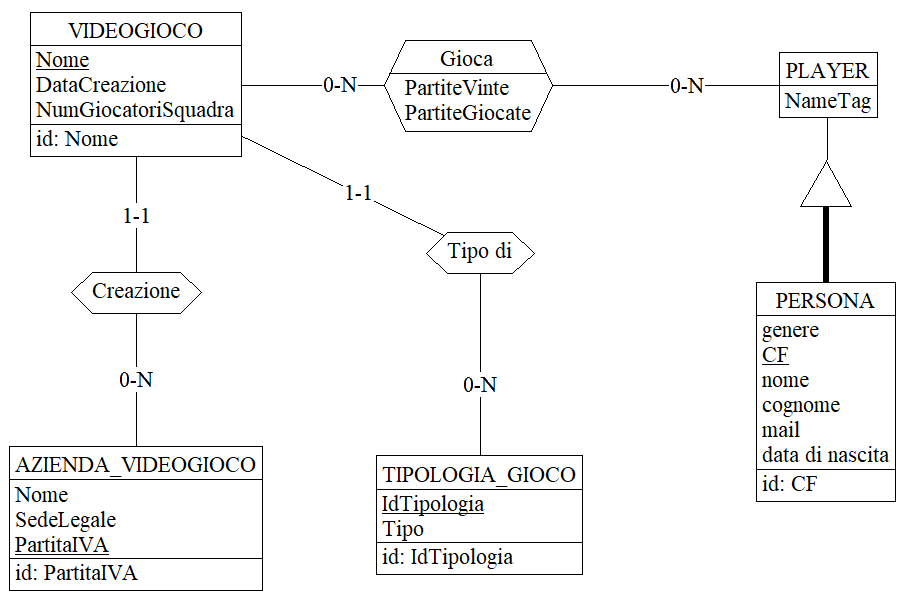 VIDEOGIOCO
Nome
DataCreazione
NumGiocatoriSquadra
id: Nome
0-N
Gioca
PartiteVinte
PartiteGiocate
0-N
PLAYER
NameTag
1-1
1-1
Creazione
Tipo di
0-N
0-N
PERSONA
genere
CF
nome
cognome
mail
data di nascita
id: CF
AZIENDA_VIDEOGIOCO
Nome
SedeLegale
PartitaIVA
id: PartitaIVA
TIPOLOGIA_GIOCO
IdTipologia
Tipo
id: IdTipologia